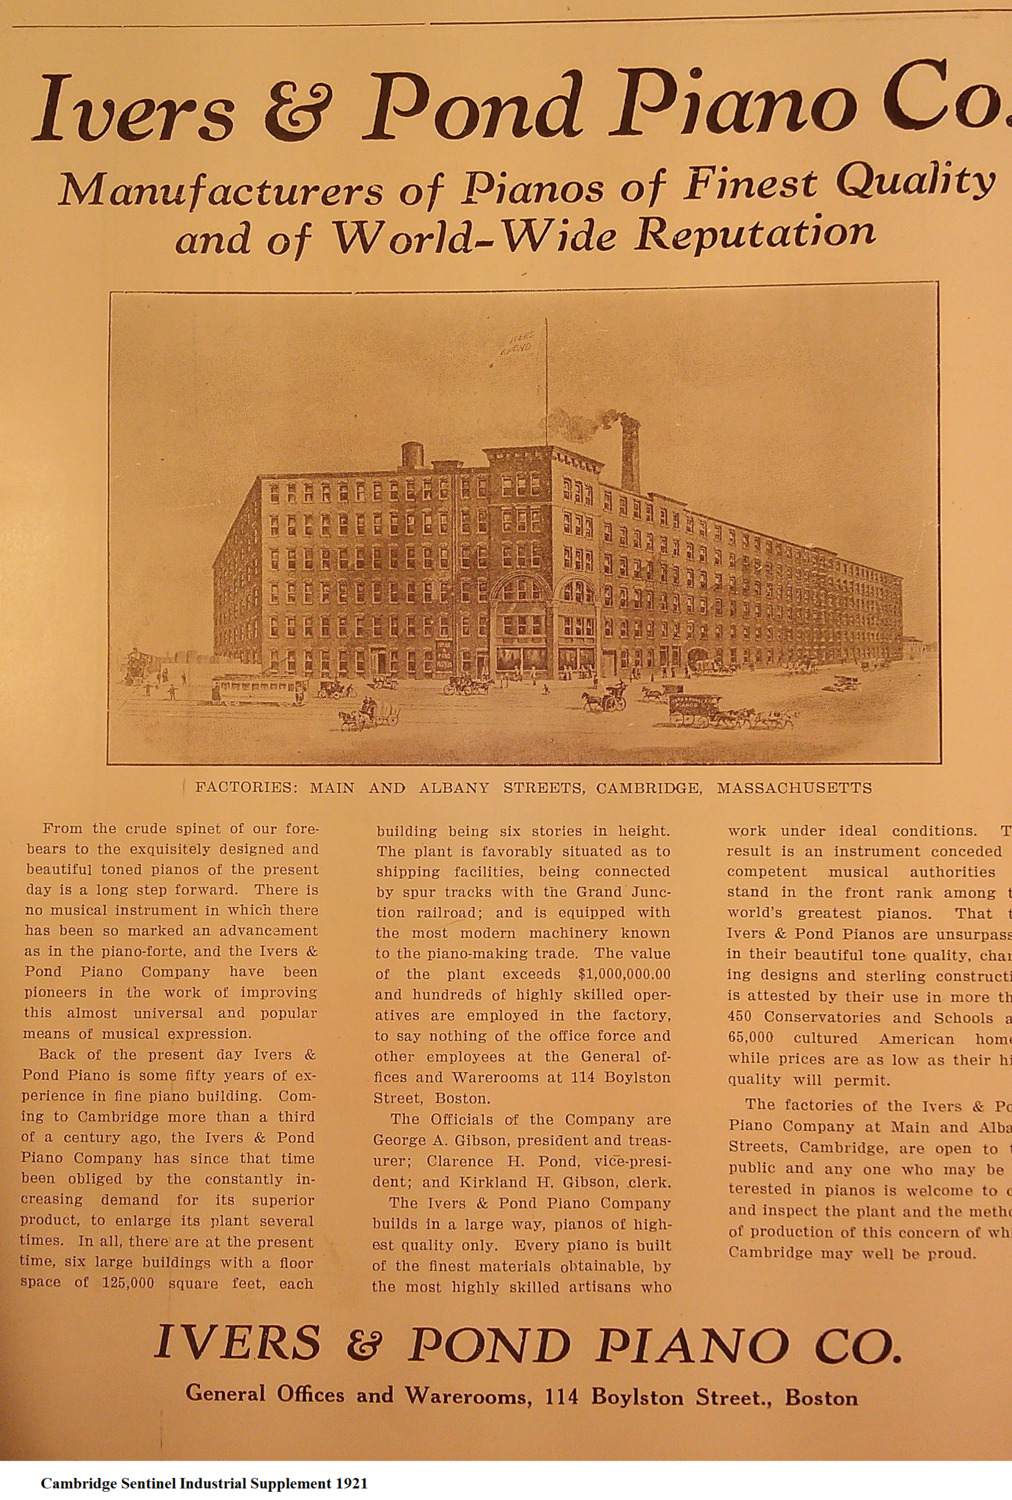 Ivers & Pond Piano Co.
Manufacturers of Pianos of Finest Quality
and of World-Wide Reputation
IVERS
& POND
FACTORIES: MAIN AND ALBANY STREETS, CAMBRIDGE, MASSACHUSETTS
From the crude spinet of our fore-
bears to the exquisitely designed and
beautiful toned pianos of the present
day is a long step forward. There is
no musical instrument in which there
has been so marked an advancement
as in the piano-forte, and the Ivers &
Pond Piano Company have been
pioneers in the work of improving
this almost universal and popular
means of musical expression.
Back of the present day Ivers &
Pond Piano is some fifty years of ex-
perience in fine piano building. Com-
ing to Cambridge more than a third
of a century ago, the Ivers & Pond
Piano Company has since that time
been obliged by the constantly in-
creasing demand for its superior
product, to enlarge its plant several
times. In all, there are at the present
time, six large buildings with a floor
space of 125,000 square feet, each
building being six stories in height.
The plant is favorably situated as to
shipping facilities, being connected
by spur tracks with the Grand Junc-
tion railroad; and is equipped with
the most modern machinery known
to the piano-making trade. The value
of the plant exceeds $1,000,000.00
and hundreds of highly skilled oper-
atives are employed in the factory,
to say nothing of the office force and
other employees at the General of-
fices and Warerooms at 114 Boylston
Street, Boston.
The Officials of the Company are
George A. Gibson, president and treas-
urer; Clarence H. Pond, vice-presi-
dent; and Kirkland H. Gibson, clerk.
The Ivers & Pond Piano Company
builds in a large way, pianos of high-
est quality only. Every piano is built
of the finest materials obtainable, by
the most highly skilled artisans who
work under ideal conditions. T
result is an instrument conceded
competent musical authorities
stand in the front rank among t
world's greatest pianos. That t
Ivers & Pond Pianos are unsurpass
in their beautiful tone quality, char
ing designs and sterling constructi
is attested by their use in more th
450 Conservatories and Schools a
65,000 cultured American home
while prices are as low as their hi
quality will permit.
The factories of the Ivers & Po
Piano Company at Main and Alba
Streets, Cambridge, are open to t
public and any one who may be
terested in pianos is welcome to c
and inspect the plant and the metho
of production of this concern of whi
Cambridge may well be proud.
IVERS & POND PIANO CO.
General Offices and Warerooms, 114 Boylston Street., Boston
Cambridge Sentinel Industrial Supplement 1921